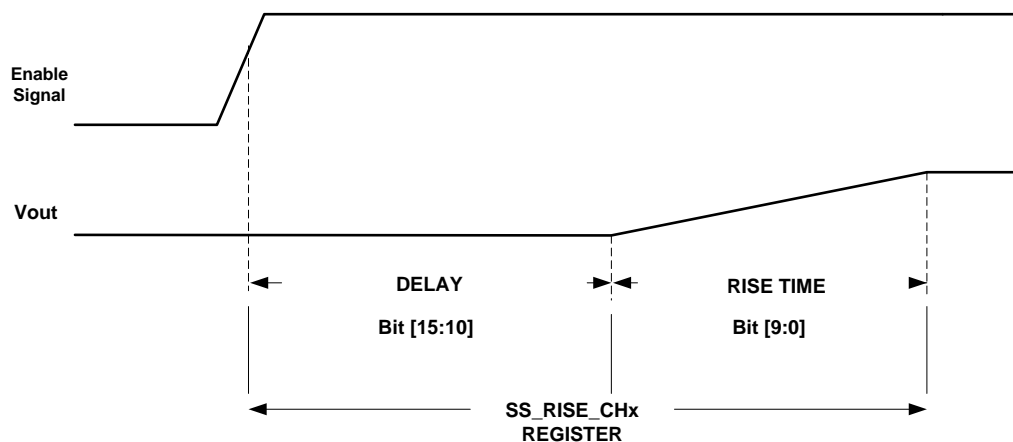 Enable
Signal
Vout
DELAY
RISE TIME
Bit [15:10]
Bit [9:0]
SS_RISE_CHx
REGISTER